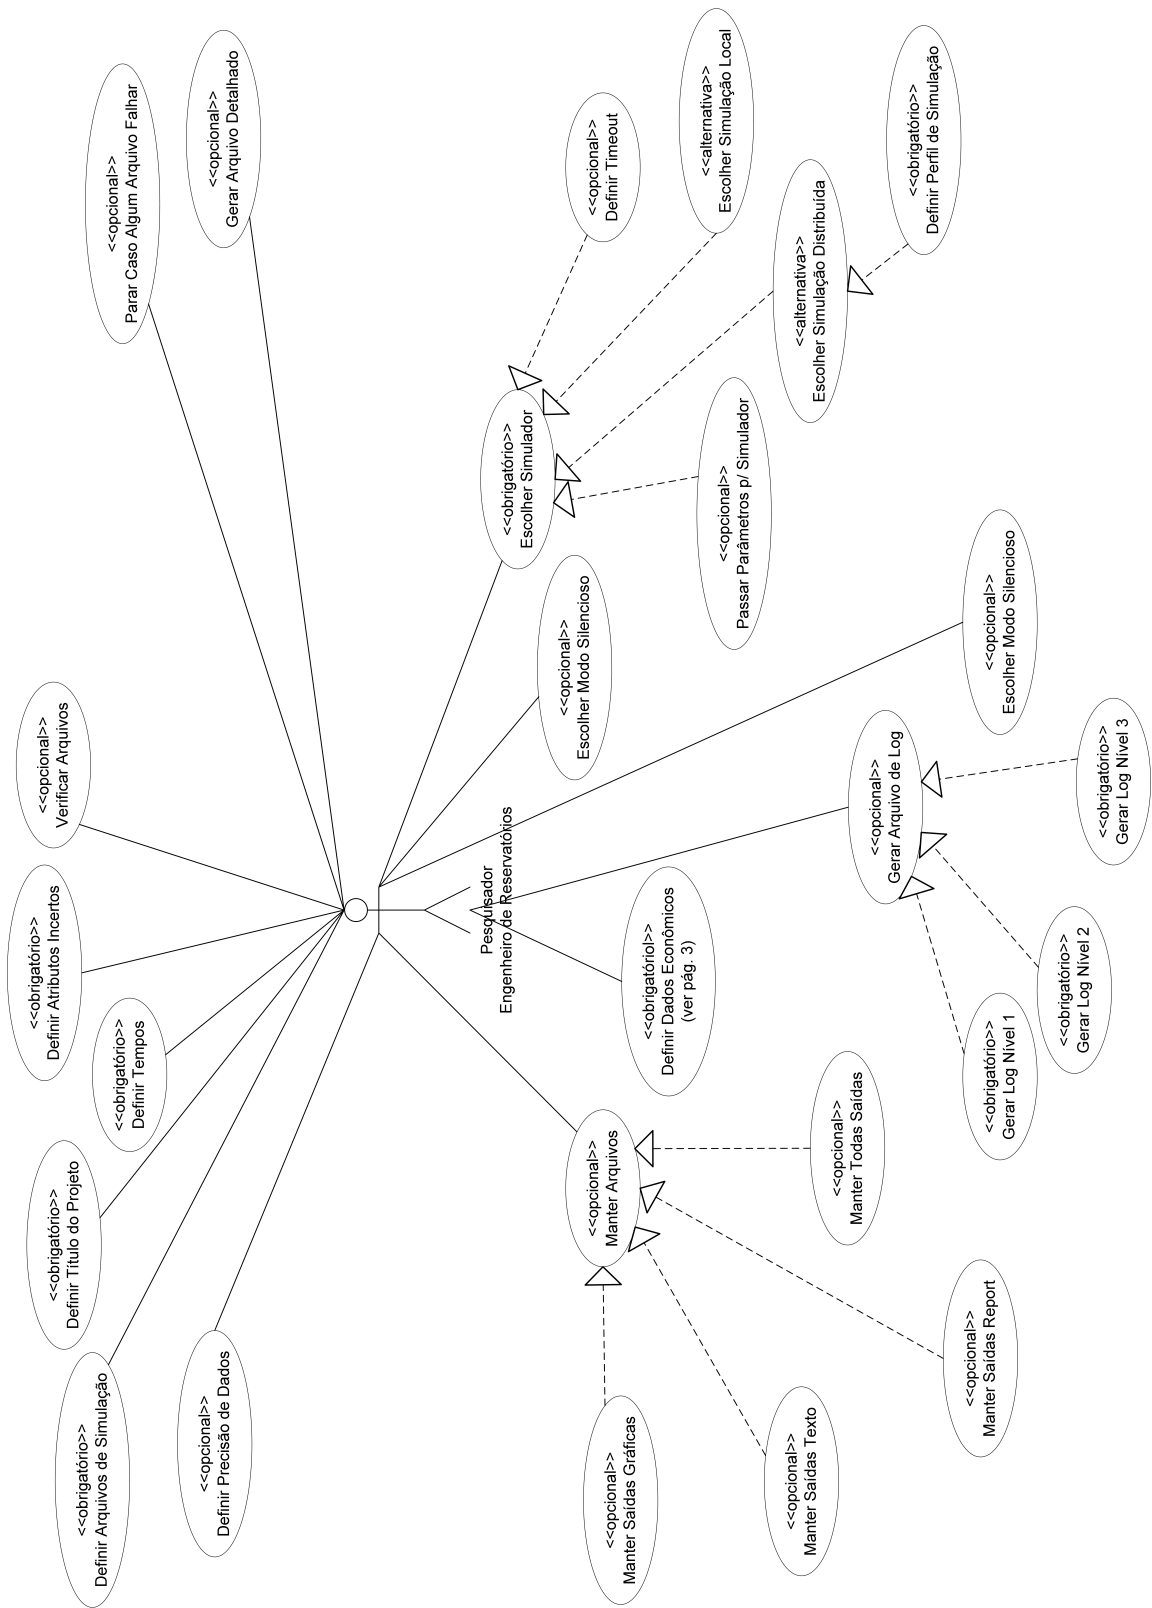 <<opcional>>
Parar Caso Algum Arquivo Falhar
<<opcional>>
Gerar Arquivo Detalhado
<<opcional>>
Verificar Arquivos
<<obrigatório>>
Definir Atributos Incertos
<<obrigatório>>
Definir Tempos
<<obrigatório>>
Definir Título do Projeto
<<obrigatório>>
Definir Arquivos de Simulação
<<opcional>>
Definir Precisão de Dados
Pesquisador
Engenheiro de Reservatórios
<<obrigatório>>
Escolher Simulador
<<opcional>>
Definir Timeout
<<alternativa>>
Escolher Simulação Local
<<alternativa>>
Escolher Simulação Distribuída
<<obrigatório>>
Definir Perfil de Simulação
<<opcional>>
Passar Parâmetros p/ Simulador
<<opcional>>
Escolher Modo Silencioso
<<opcional>>
Escolher Modo Silencioso
<<opcional>>
Gerar Arquivo de Log
<<obrigatório>>
Gerar Log Nível 3
<<obrigatório>>
Gerar Log Nível 2
<<obrigatório>>
Gerar Log Nível 1
<<obrigatóriol>>
Definir Dados Econômicos
(ver pág. 3)
<<opcional>>
Manter Arquivos
<<opcional>>
Manter Todas Saídas
<<opcional>>
Manter Saídas Report
<<opcional>>
Manter Saídas Texto
<<opcional>>
Manter Saídas Gráficas